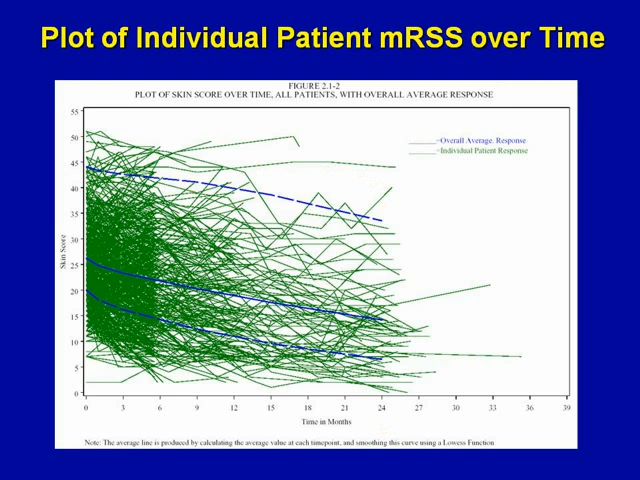 Plot of Individual Patient mRSS over Time
FIGURE 2.1-2
PLOT OF SKIN SCORE OVER TIME, ALL PATIENTS, WITH OVERALL AVERAGE RESPONSE
55
50
45
40
35
30
25
20
15
10
5
0
Skin Score
=Overall Average. Response
=Individual Patient Response
0 3 6 9 12 15 18 21 24 27 30 33 36 39
Time in Months
Note: The average line is produced by calculating the average value at each timepoint, and smoothing this curve using a Lowess Function